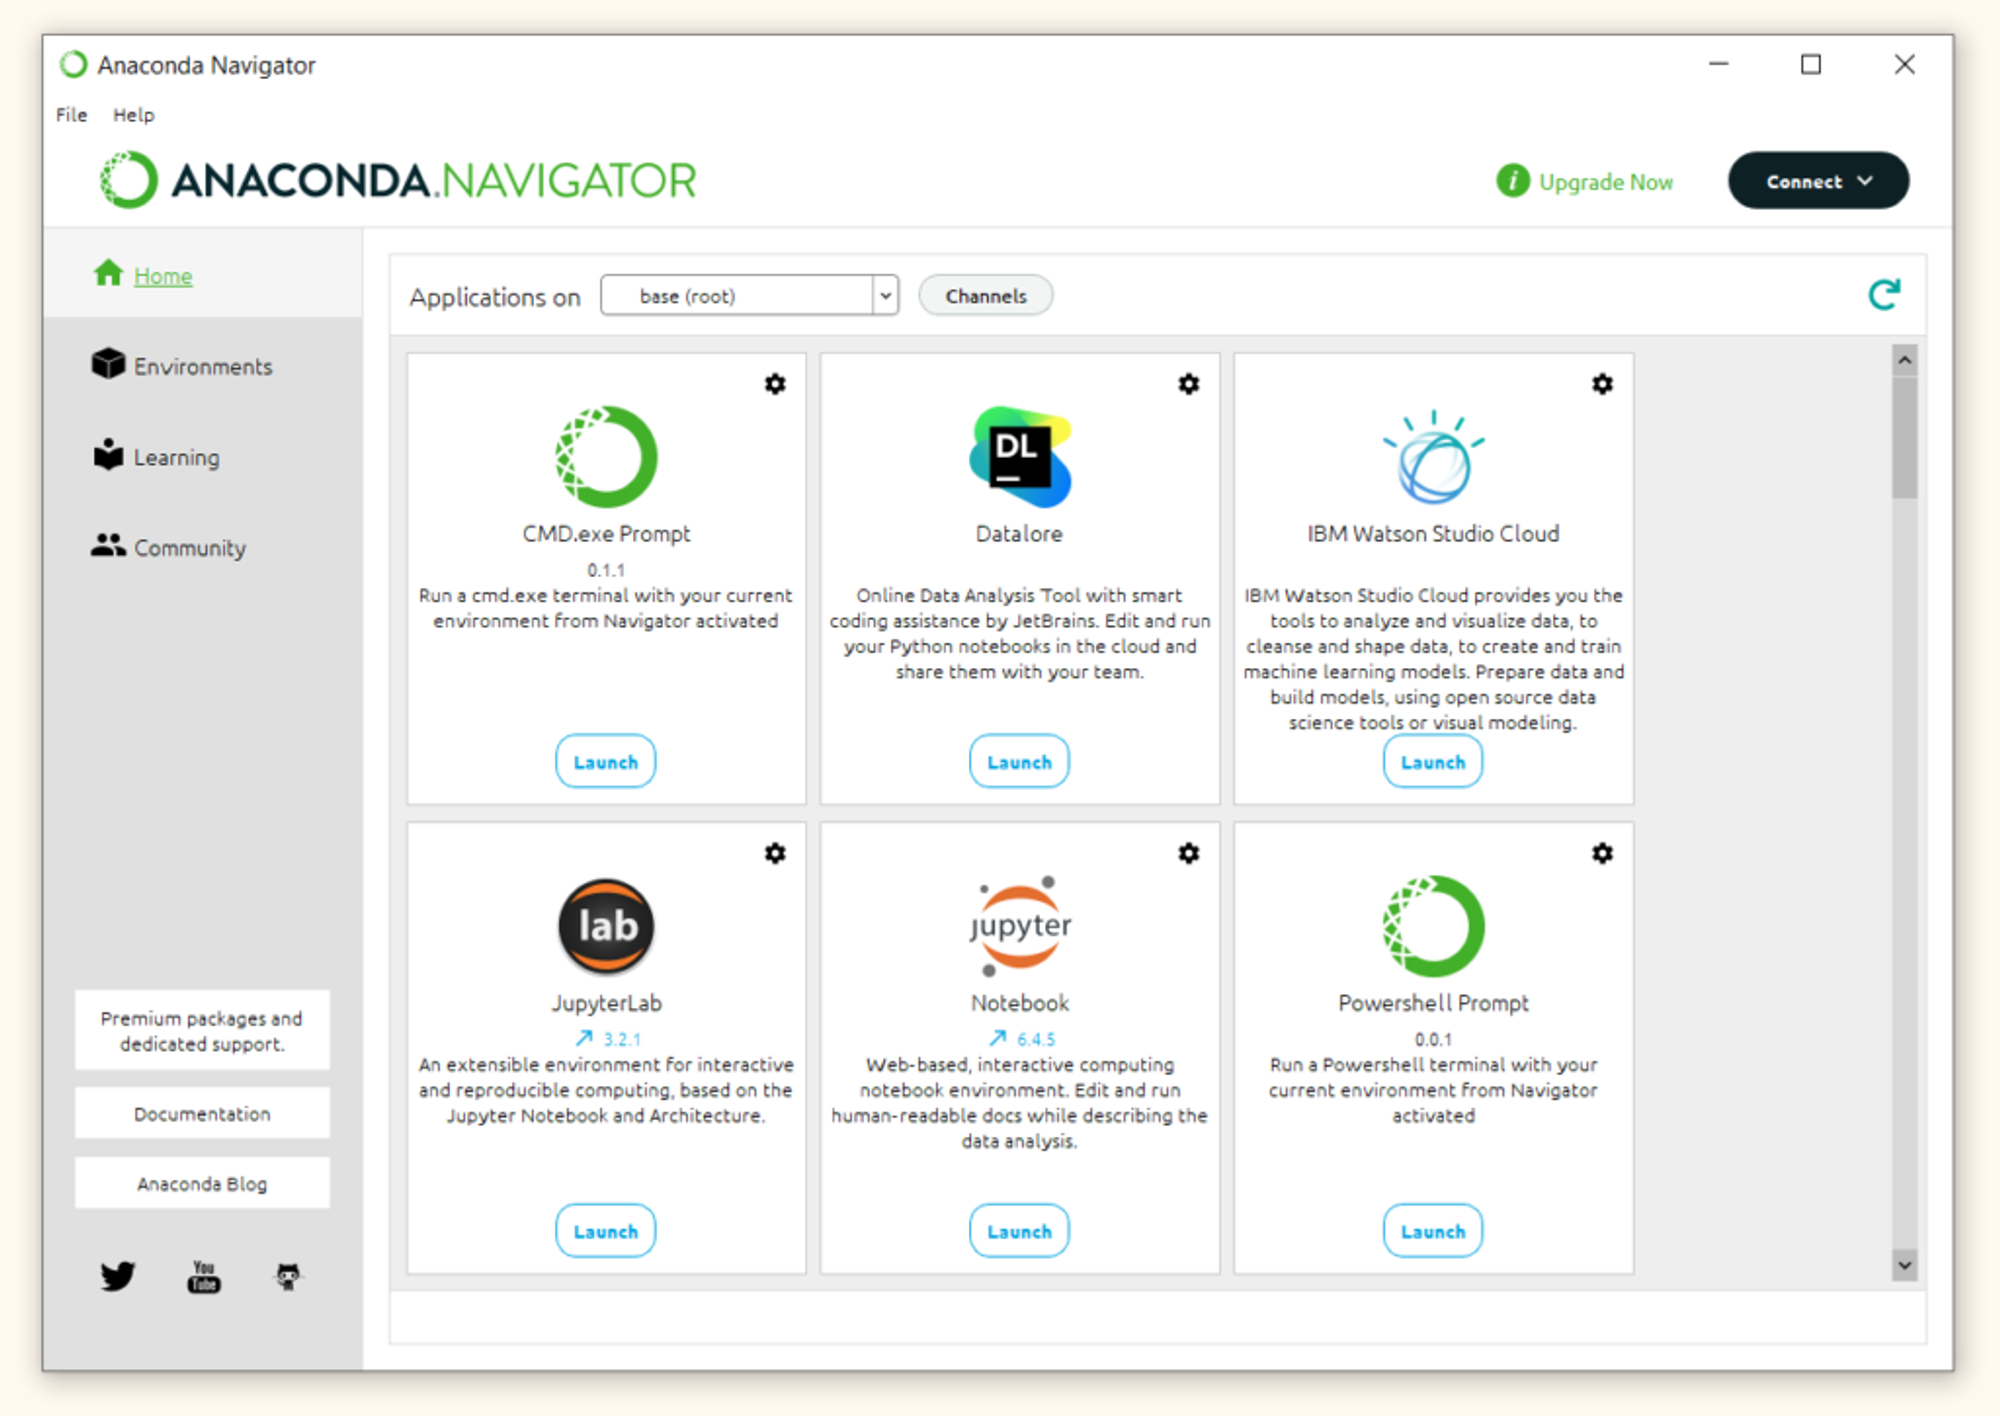 Anaconda Navigator
File Help
ANACONDA.NAVIGATOR
Upgrade Now
Connect
Home
Environments
Learning
Community
Premium packages and
dedicated support.
Documentation
Anaconda Blog
You
Tube
Applications on base (root) Channels
CMD.exe Prompt
0.1.1
Run a cmd.exe terminal with your current
environment from Navigator activated
Launch
DL
Datalore
Online Data Analysis Tool with smart
coding assistance by JetBrains. Edit and run
your Python notebooks in the cloud and
share them with your team.
Launch
IBM Watson Studio Cloud
IBM Watson Studio Cloud provides you the
tools to analyze and visualize data, to
cleanse and shape data, to create and train
machine learning models. Prepare data and
build models, using open source data
science tools or visual modeling.
Launch
lab
JupyterLab
3.2.1
An extensible environment for interactive
and reproducible computing, based on the
Jupyter Notebook and Architecture.
Launch
jupyter
Notebook
6.4.5
Web-based, interactive computing
notebook environment. Edit and run
human-readable docs while describing the
data analysis.
Launch
Powershell Prompt
0.0.1
Run a Powershell terminal with your
current environment from Navigator
activated
Launch